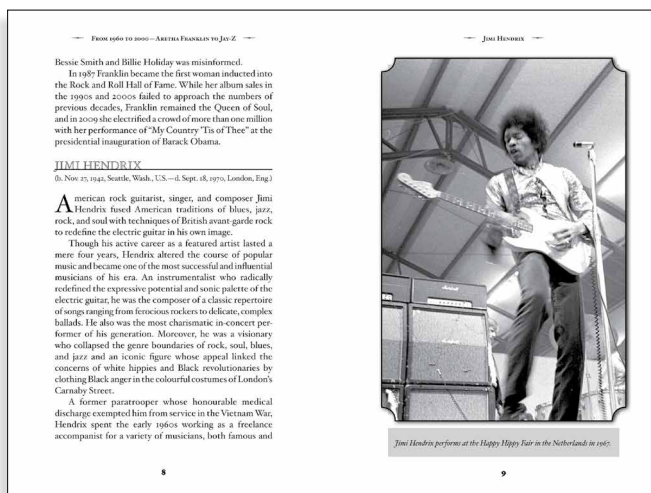 From 1960 to 2000—Aretha Franklin to Jay-Z
Bessie Smith and Billie Holiday was misinformed.
In 1987 Franklin became the first woman inducted into
the Rock and Roll Hall of Fame. While her album sales in
the 1990s and 2000s failed to approach the numbers of
previous decades, Franklin remained the Queen of Soul,
and in 2009 she electrified a crowd of more than one million
with her performance of “My Country ’Tis of Thee” at the
presidential inauguration of Barack Obama.
JIMI HENDRIX
(b. Nov. 27, 1942, Seattle, Wash., U.S.—d. Sept. 18, 1970, London, Eng.)
American rock guitarist, singer, and composer Jimi
Hendrix fused American traditions of blues, jazz,
rock, and soul with techniques of British avant-garde rock
to redefine the electric guitar in his own image.
Though his active career as a featured artist lasted a
mere four years, Hendrix altered the course of popular
music and became one of the most successful and influential
musicians of his era. An instrumentalist who radically
redefined the expressive potential and sonic palette of the
electric guitar, he was the composer of a classic repertoire
of songs ranging from ferocious rockers to delicate, complex
ballads. He also was the most charismatic in-concert per-
former of his generation. Moreover, he was a visionary
who collapsed the genre boundaries of rock, soul, blues,
and jazz and an iconic figure whose appeal linked the
concerns of white hippies and Black revolutionaries by
clothing Black anger in the colourful costumes of London’s
Carnaby Street.
A former paratrooper whose honourable medical
discharge exempted him from service in the Vietnam War,
Hendrix spent the early 1960s working as a freelance
accompanist for a variety of musicians, both famous and
8
Jimi Hendrix
Jimi Hendrix performs at the Happy Hippy Fair in the Netherlands in 1967.
9